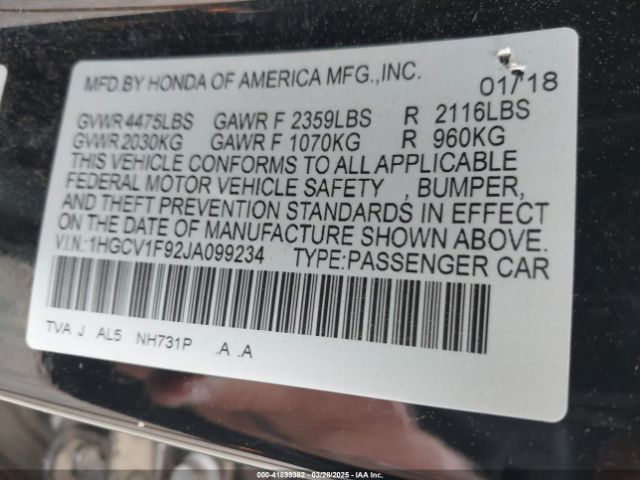 MFD.BY HONDA OF AMERICA MFG.,INC. 01/18
GVWR 4475LBS GAWR F 2359LBS R 2116LBS
GVWR 2030KG GAWR F 1070KG R 960KG
THIS VEHICLE CONFORMS TO ALL APPLICABLE
FEDERAL MOTOR VEHICLE SAFETY , BUMPER,
AND THEFT PREVENTION STANDARDS IN EFFECT
ON THE DATE OF MANUFACTURE SHOWN ABOVE.
V.I.N.:1HGCV1F92JA099234 TYPE:PASSENGER CAR
TVA J AL5 NH731P .A .A
000-41898382 | 03/28/2025 | IAA Inc.